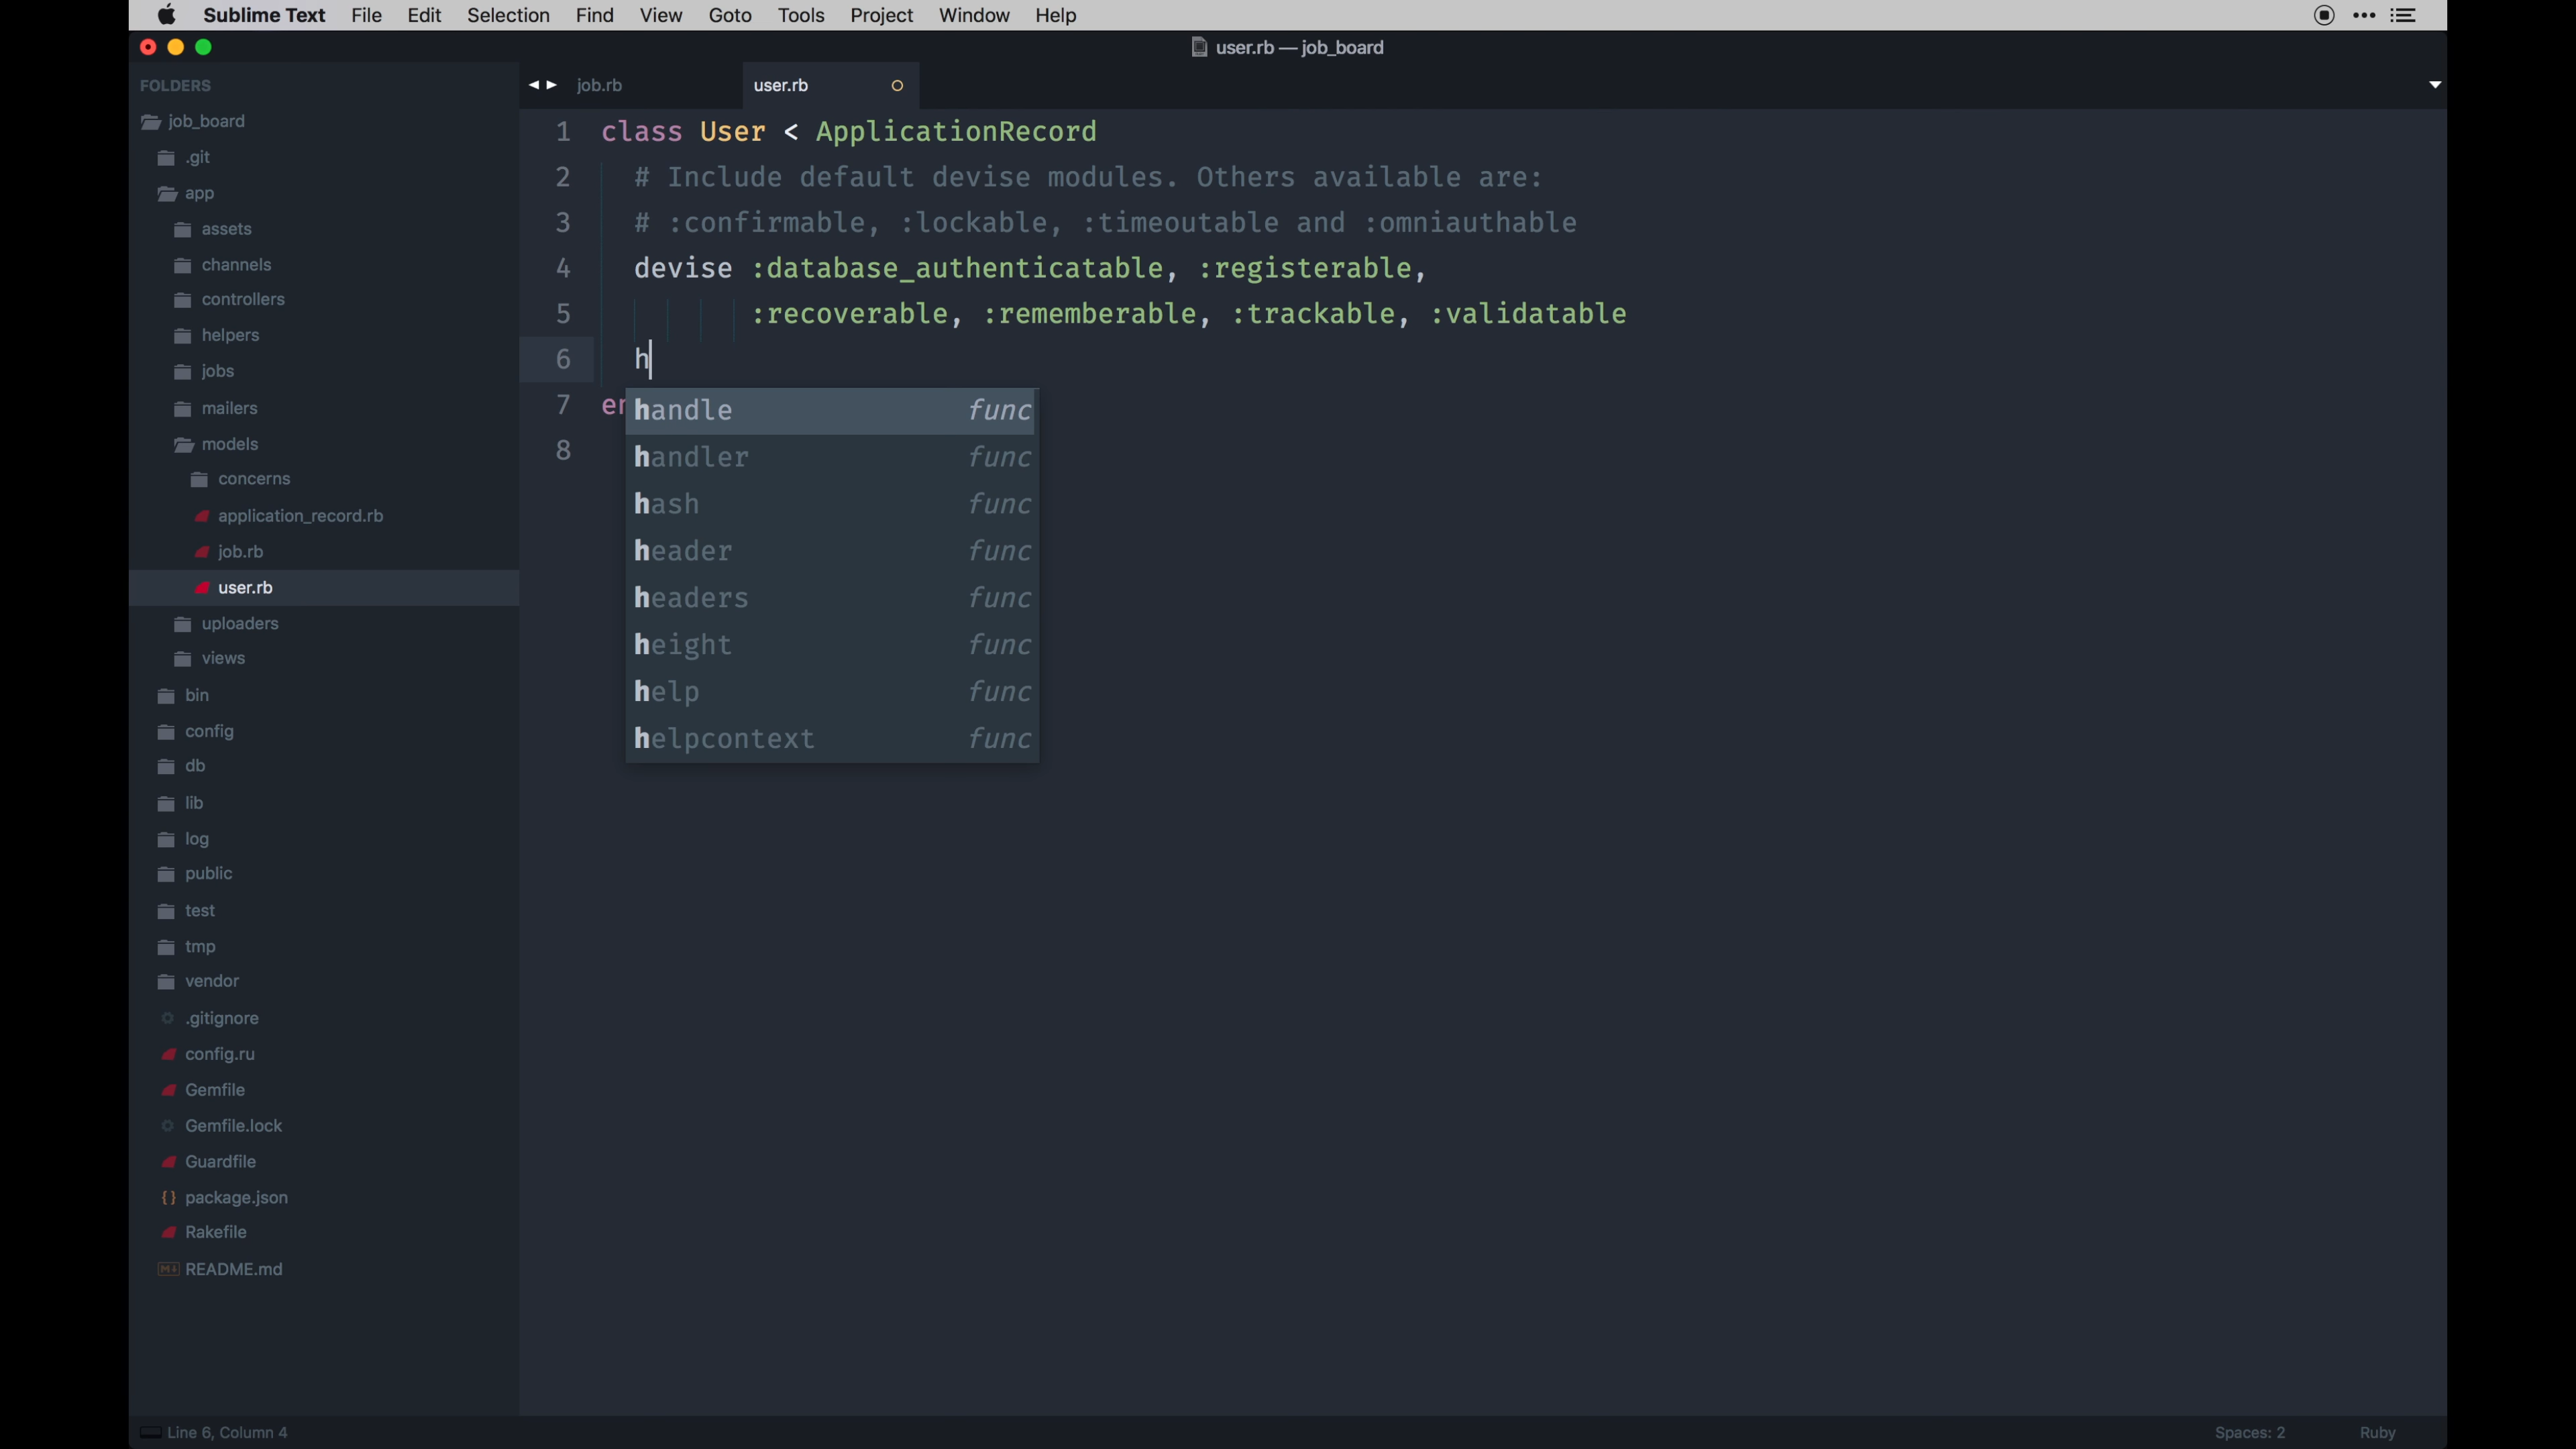 Sublime Text File Edit Selection Find View Goto Tools Project Window Help
user.rb — job_board
FOLDERS
job_board
.git
app
assets
channels
controllers
helpers
jobs
mailers
models
concerns
application_record.rb
job.rb
user.rb
uploaders
views
bin
config
db
lib
log
public
test
tmp
vendor
.gitignore
config.ru
Gemfile
Gemfile.lock
Guardfile
package.json
Rakefile
README.md
job.rb user.rb
1 class User < ApplicationRecord
2 # Include default devise modules. Others available are:
3 # :confirmable, :lockable, :timeoutable and :omniauthable
4 devise :database_authenticatable, :registerable,
5 :recoverable, :rememberable, :trackable, :validatable
6 h
7 en
8
handle func
handler func
hash func
header func
headers func
height func
help func
helpcontext func
Line 6, Column 4 Spaces: 2 Ruby